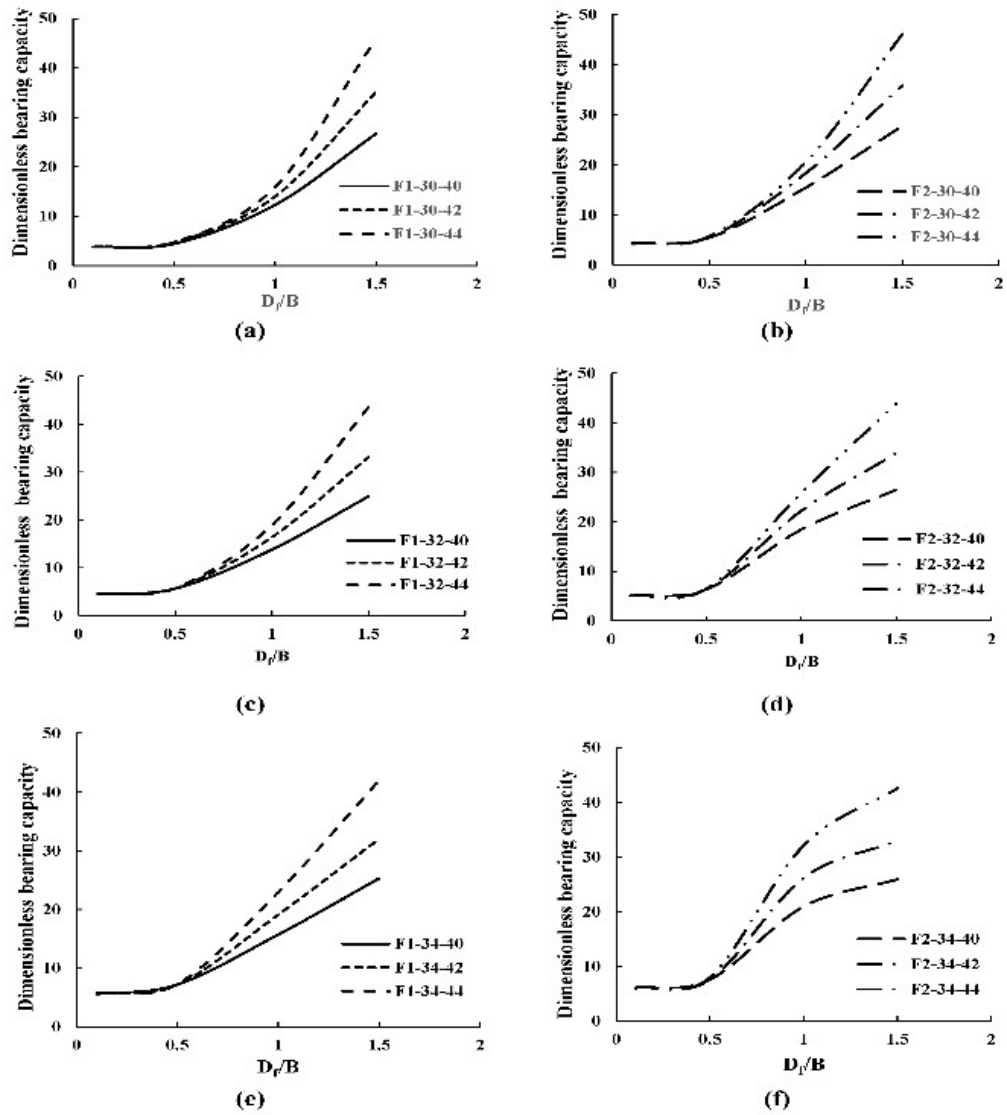 Dimensionless bearing capacity
50
40
30
20
10
0
0
0.5
1
1.5
2
F1-30-40
F1-30-42
F1-30-44
Df/B
(a)
Dimensionless bearing capacity
50
40
30
20
10
0
0
0.5
1
1.5
2
F2-30-40
F2-30-42
F2-30-44
Df/B
(b)
Dimensionless bearing capacity
50
40
30
20
10
0
0
0.5
1
1.5
2
F1-32-40
F1-32-42
F1-32-44
Df/B
(c)
Dimensionless bearing capacity
50
40
30
20
10
0
0
0.5
1
1.5
2
F2-32-40
F2-32-42
F2-32-44
Df/B
(d)
Dimensionless bearing capacity
50
40
30
20
10
0
0
0.5
1
1.5
2
F1-34-40
F1-34-42
F1-34-44
Df/B
(e)
Dimensionless bearing capacity
50
40
30
20
10
0
0
0.5
1
1.5
2
F2-34-40
F2-34-42
F2-34-44
Df/B
(f)